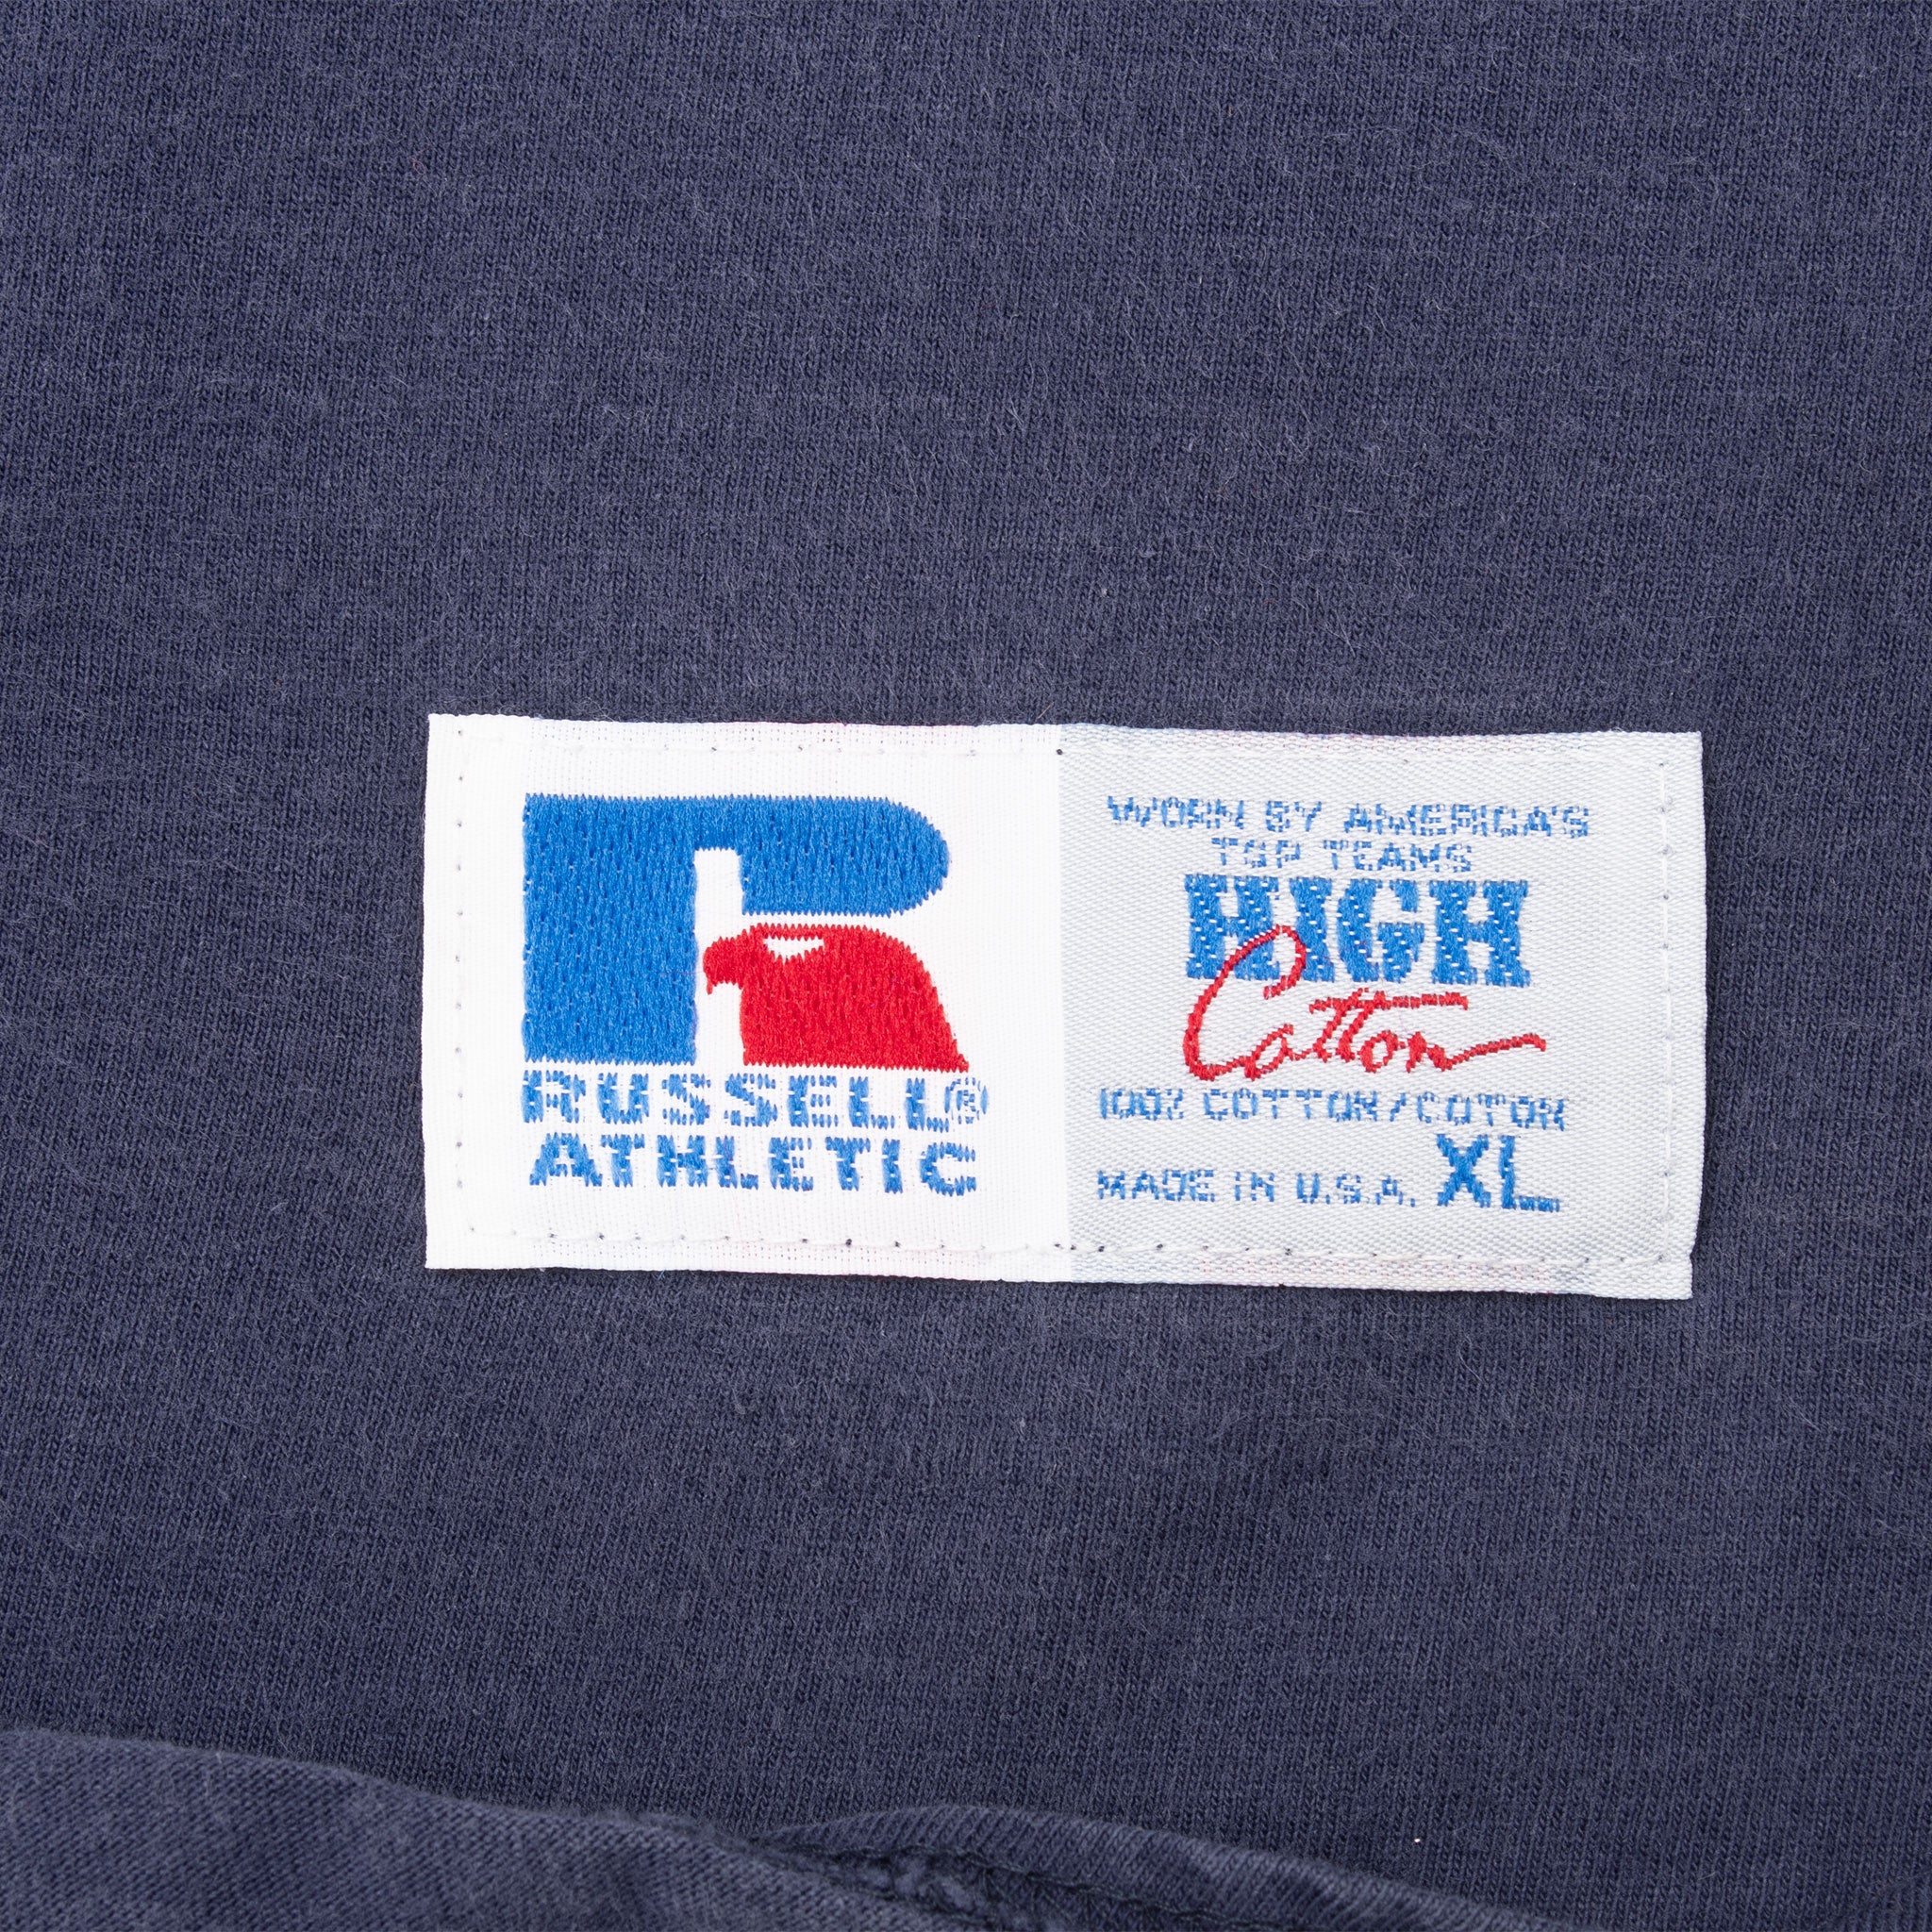 RUSSELL®
ATHLETIC
WORN BY AMERICA'S
TOP TEAMS
HIGH
Cotton
100% COTTON/COTON
MADE IN U.S.A. XL